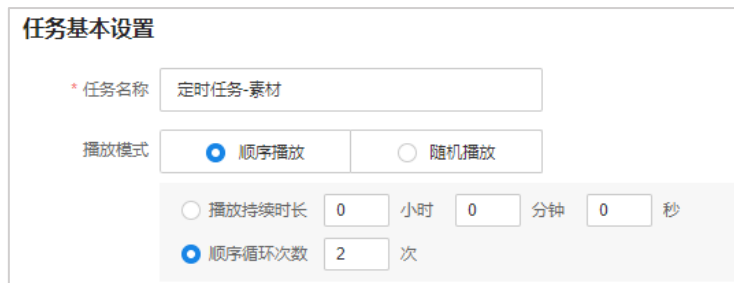 任务基本设置
* 任务名称 定时任务-素材
播放模式 顺序播放 随机播放
播放持续时长 0 小时 0 分钟 0 秒
顺序循环次数 2 次